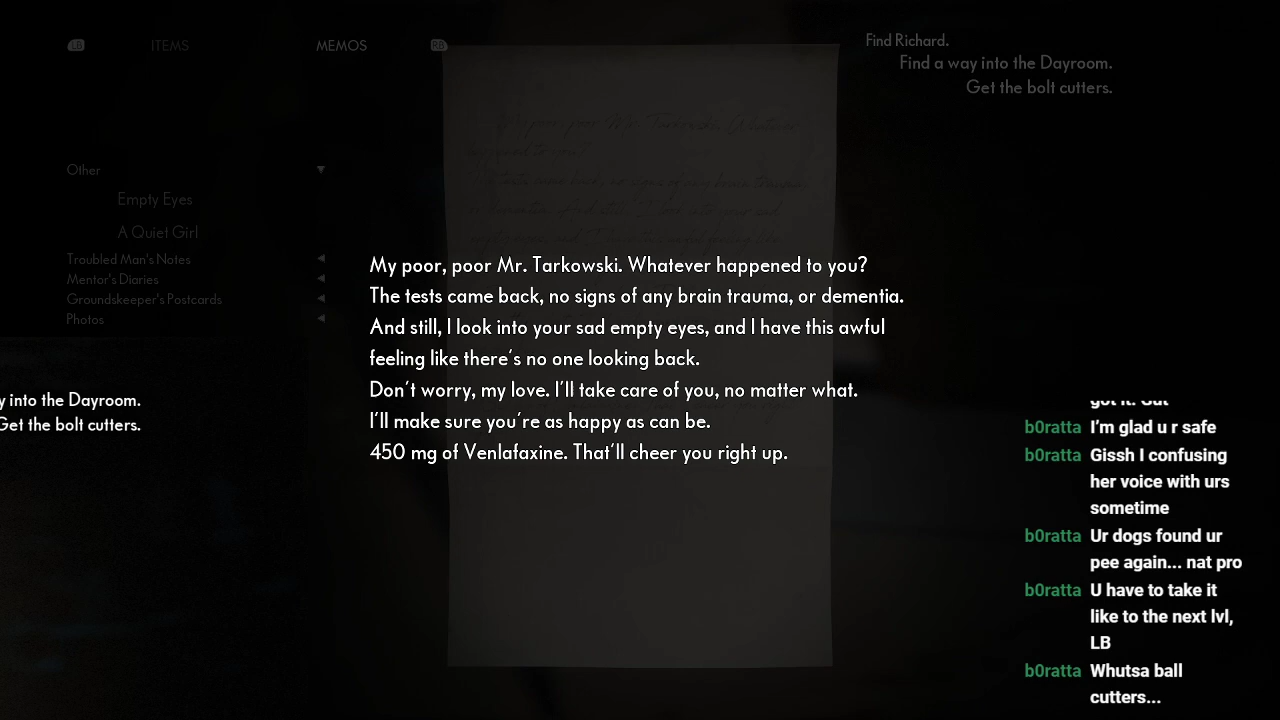 LB
ITEMS
MEMOS
RB
Find Richard.
Find a way into the Dayroom.
Get the bolt cutters.
Other
Empty Eyes
A Quiet Girl
Troubled Man's Notes
Mentor's Diaries
Groundskeeper's Postcards
Photos
My poor, poor Mr. Tarkowski. Whatever happened to you?
The tests came back, no signs of any brain trauma, or dementia.
And still, I look into your sad empty eyes, and I have this awful
feeling like there's no one looking back.
Don't worry, my love. I'll take care of you, no matter what.
I'll make sure you're as happy as can be.
450 mg of Venlafaxine. That'll cheer you right up.
y into the Dayroom.
Get the bolt cutters.
got it. Gut
b0ratta I'm glad u r safe
b0ratta Gissh I confusing
her voice with urs
sometime
b0ratta Ur dogs found ur
pee again... nat pro
b0ratta U have to take it
like to the next lvl,
LB
b0ratta Whutsa ball
cutters...